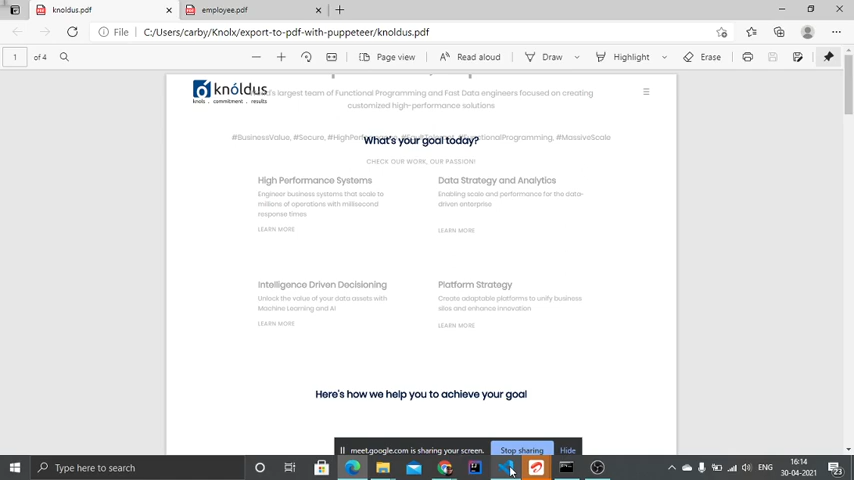 knoldus.pdf
employee.pdf
File
C:/Users/carby/Knolx/export-to-pdf-with-puppeteer/knoldus.pdf
1 of 4
Page view
Read aloud
Draw
Highlight
Erase
knóldus
knols . commitment . results
largest team of Functional Programming and Fast Data engineers focused on creating
customized high-performance solutions
#BusinessValue, #Secure, #HighPerformance, #FunctionalProgramming, #MassiveScale
What's your goal today?
CHECK OUR WORK, OUR PASSION!
High Performance Systems
Engineer business systems that scale to
millions of operations with millisecond
response times
LEARN MORE
Data Strategy and Analytics
Enabling scale and performance for the data-
driven enterprise
LEARN MORE
Intelligence Driven Decisioning
Unlock the value of your data assets with
Machine Learning and AI
LEARN MORE
Platform Strategy
Create adaptable platforms to unify business
silos and enhance innovation
LEARN MORE
Here's how we help you to achieve your goal
meet.google.com is sharing your screen.
Stop sharing
Hide
Type here to search
ENG
16:14
30-04-2021
23